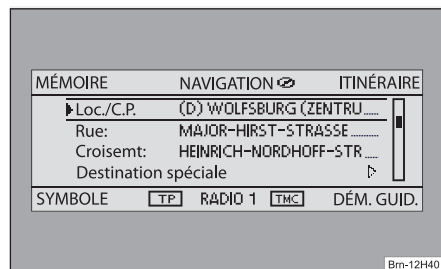 MÉMOIRE NAVIGATION ITINÉRAIRE
Loc./C.P. (D) WOLFSBURG (ZENTRU......
Rue: MAJOR-HIRST-STRASSE..........
Croisemt: HEINRICH-NORDHOFF-STR.....
Destination spéciale
SYMBOLE TP RADIO 1 TMC DÉM. GUID.
Brn-12H40